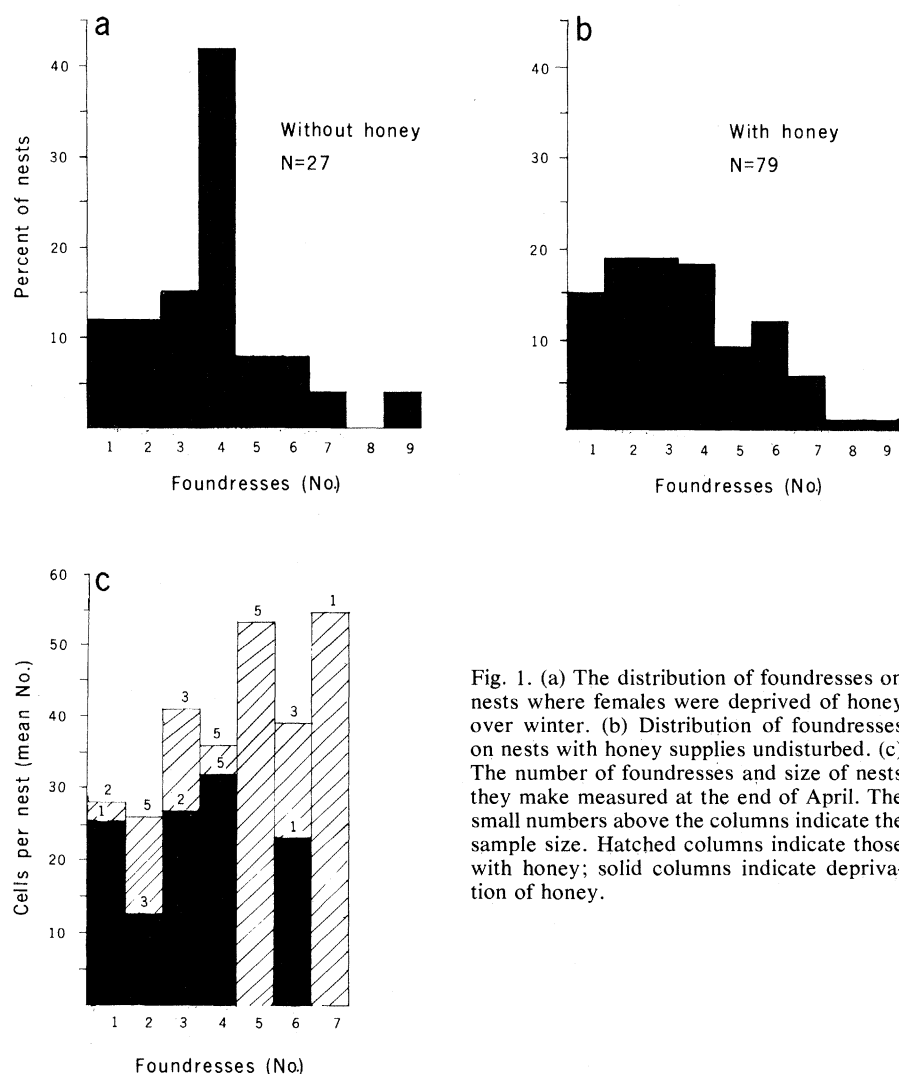 a
40
30
20
10
Percent of nests
Without honey
N=27
1 2 3 4 5 6 7 8 9
Foundresses (No.)
b
40
30
20
10
With honey
N=79
1 2 3 4 5 6 7 8 9
Foundresses (No.)
c
60
50
40
30
20
10
Cells per nest (mean No.)
2 5 3 5 5 3 1
1 3 2 5 1
1 2 3 4 5 6 7
Foundresses (No.)
Fig. 1. (a) The distribution of foundresses on
nests where females were deprived of honey
over winter. (b) Distribution of foundresses
on nests with honey supplies undisturbed. (c)
The number of foundresses and size of nests
they make measured at the end of April. The
small numbers above the columns indicate the
sample size. Hatched columns indicate those
with honey; solid columns indicate depriva-
tion of honey.